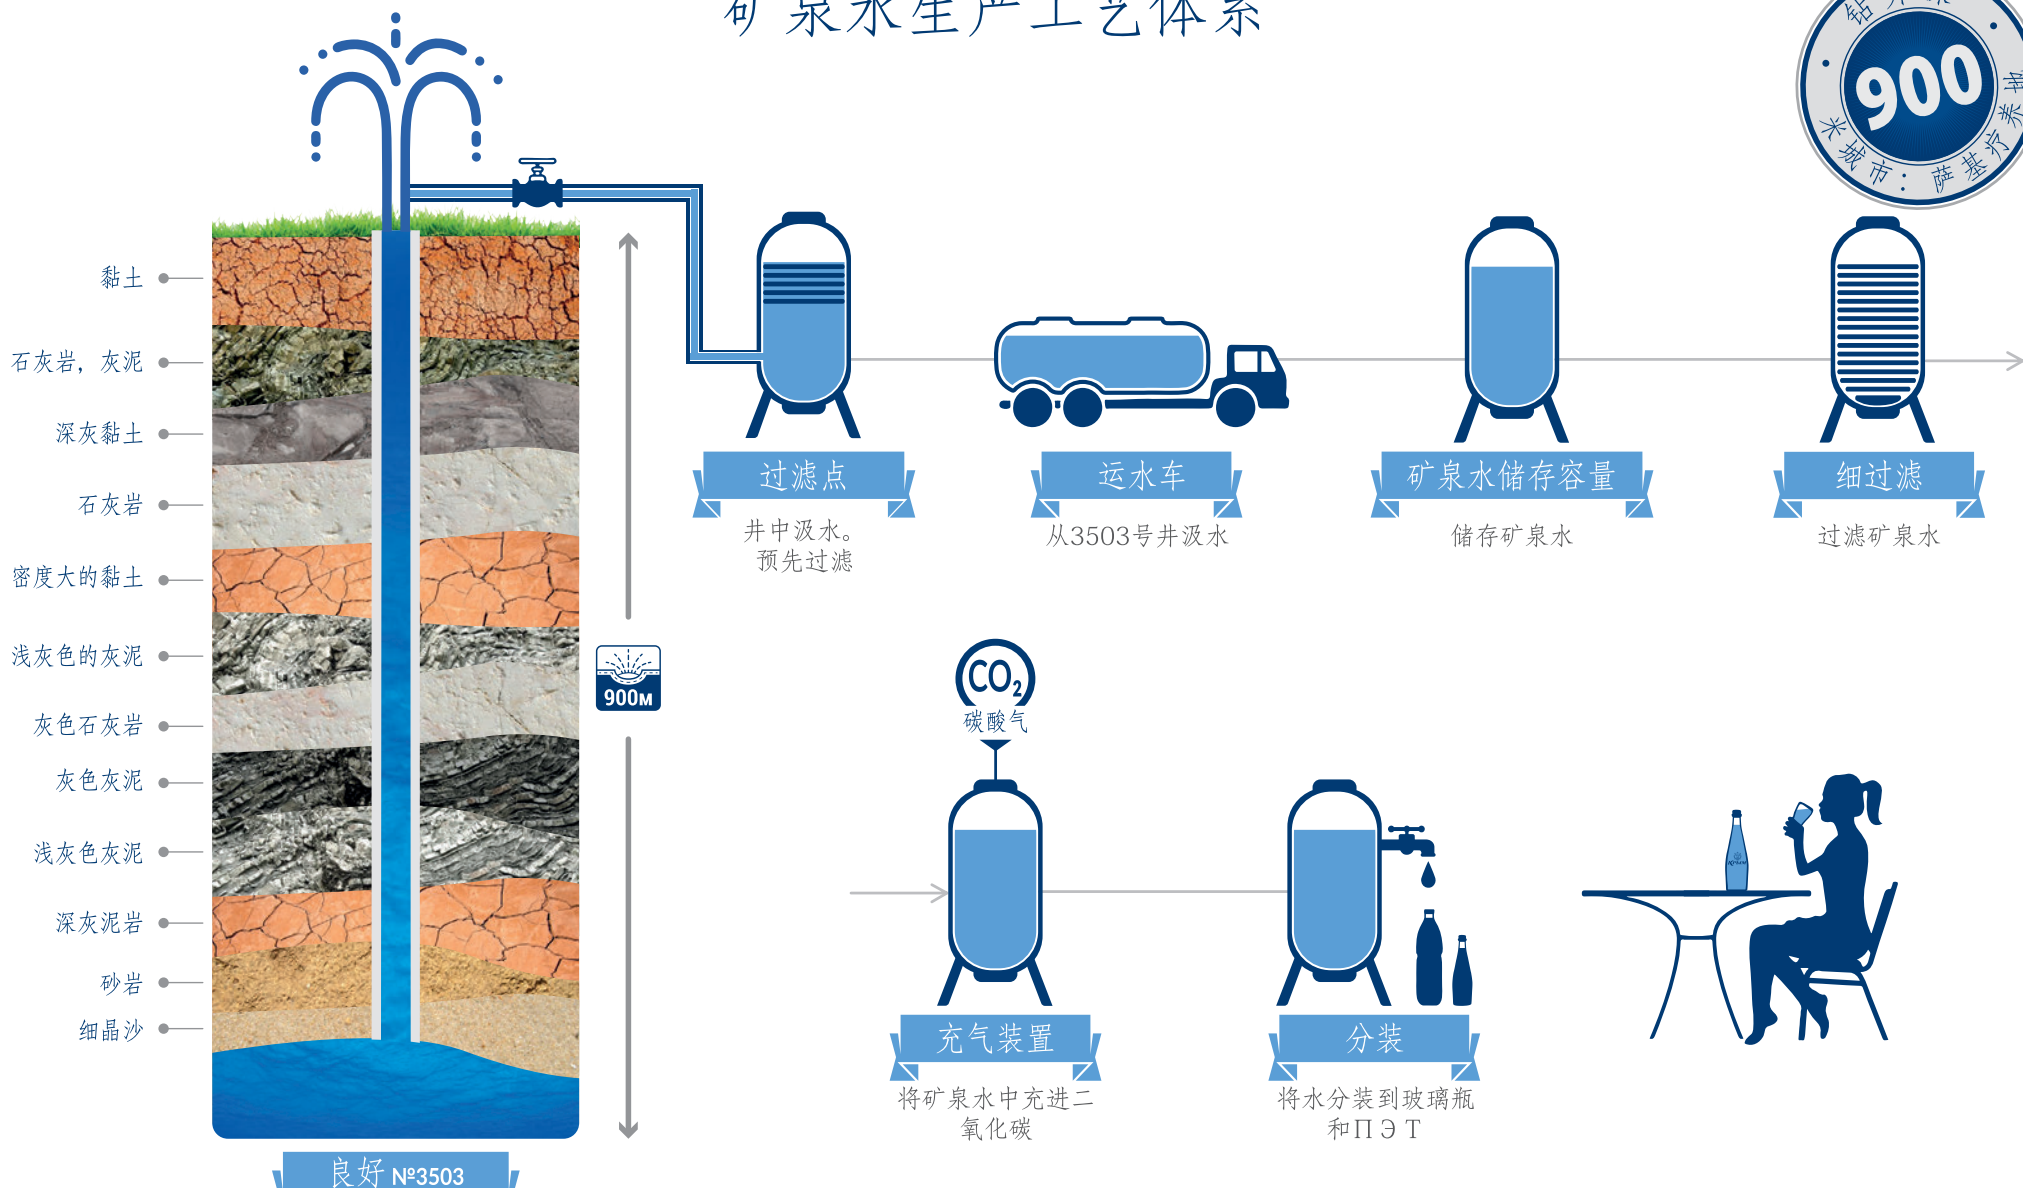 矿泉水生产工艺体系
900
米城市：萨基疗养地
黏土
石灰岩，灰泥
深灰黏土
石灰岩
密度大的黏土
浅灰色的灰泥
灰色石灰岩
灰色灰泥
浅灰色灰泥
深灰泥岩
砂岩
细晶沙
900м
良好 №3503
过滤点
井中汲水。
预先过滤
运水车
从3503号井汲水
矿泉水储存容量
储存矿泉水
细过滤
过滤矿泉水
CO₂
碳酸气
充气装置
将矿泉水中充进二
氧化碳
分装
将水分装到玻璃瓶
和ПЭТ